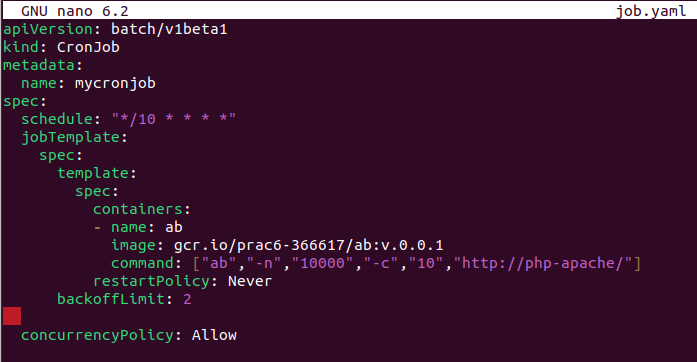 GNU nano 6.2 job.yaml
apiVersion: batch/v1beta1
kind: CronJob
metadata:
  name: mycronjob
spec:
  schedule: "*/10 * * * *"
  jobTemplate:
    spec:
      template:
        spec:
          containers:
          - name: ab
            image: gcr.io/prac6-366617/ab:v.0.0.1
            command: ["ab","-n","10000","-c","10","http://php-apache/"]
          restartPolicy: Never
      backoffLimit: 2
  concurrencyPolicy: Allow